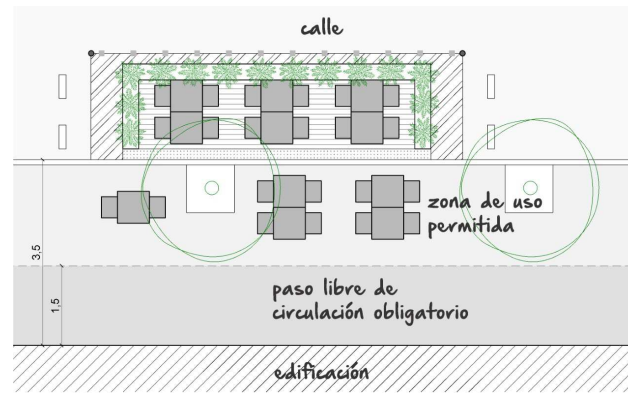 calle
zona de uso
permitida
3,5
1,5
paso libre de
circulación obligatorio
edificación